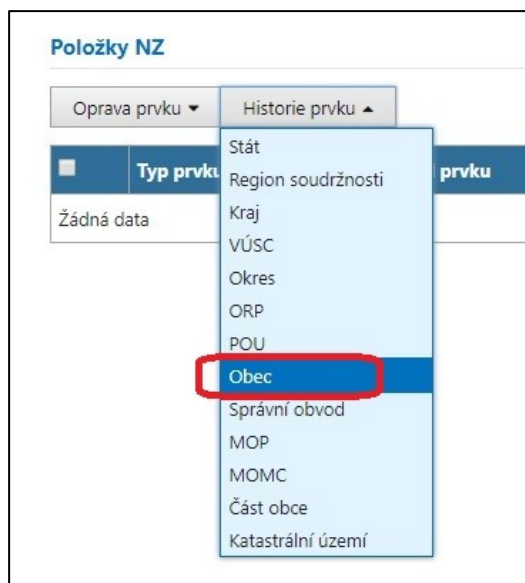 Položky NZ
Oprava prvku Historie prvku
Typ prvku prvku
Žádná data
Stát
Region soudržnosti
Kraj
VÚSC
Okres
ORP
POU
Obec
Správní obvod
MOP
MOMC
Část obce
Katastrální území